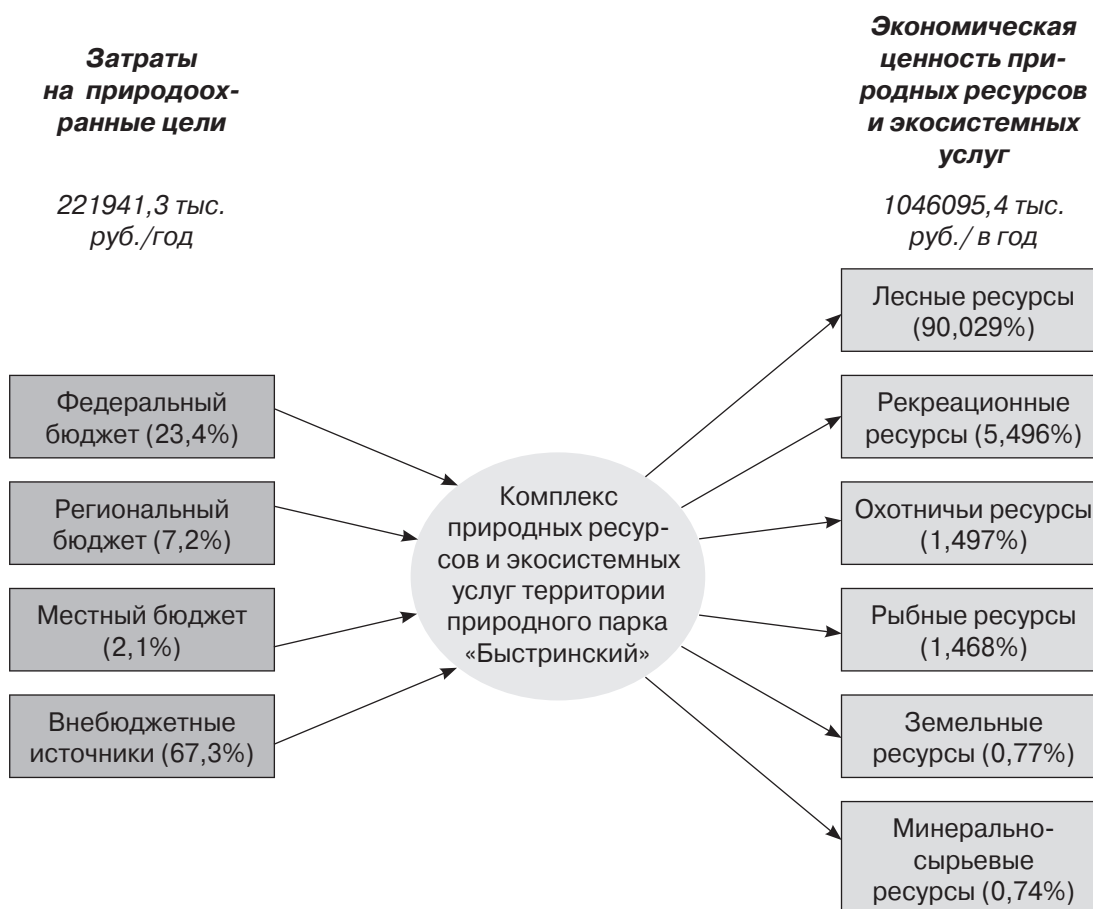 Затраты
на природоох-
ранные цели
221941,3 тыс.
руб./год
Федеральный
бюджет (23,4%)
Региональный
бюджет (7,2%)
Местный бюджет
(2,1%)
Внебюджетные
источники (67,3%)
Комплекс
природных ресур-
сов и экосистемных
услуг территории
природного парка
«Быстринский»
Экономическая
ценность при-
родных ресурсов
и экосистемных
услуг
1046095,4 тыс.
руб./ в год
Лесные ресурсы
(90,029%)
Рекреационные
ресурсы (5,496%)
Охотничьи ресурсы
(1,497%)
Рыбные ресурсы
(1,468%)
Земельные
ресурсы (0,77%)
Минерально-
сырьевые
ресурсы (0,74%)